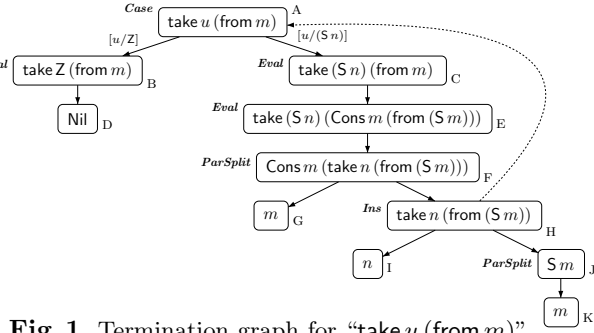 Case
take u (from m)
A
[u/Z]
[u/(S n)]
al
take Z (from m)
B
Eval
take (S n) (from m)
C
Nil
D
Eval
take (S n) (Cons m (from (S m)))
E
ParSplit
Cons m (take n (from (S m)))
F
m
G
Ins
take n (from (S m))
H
n
I
ParSplit
S m
J
m
K
Fig. 1. Termination graph for “take u (from m)”